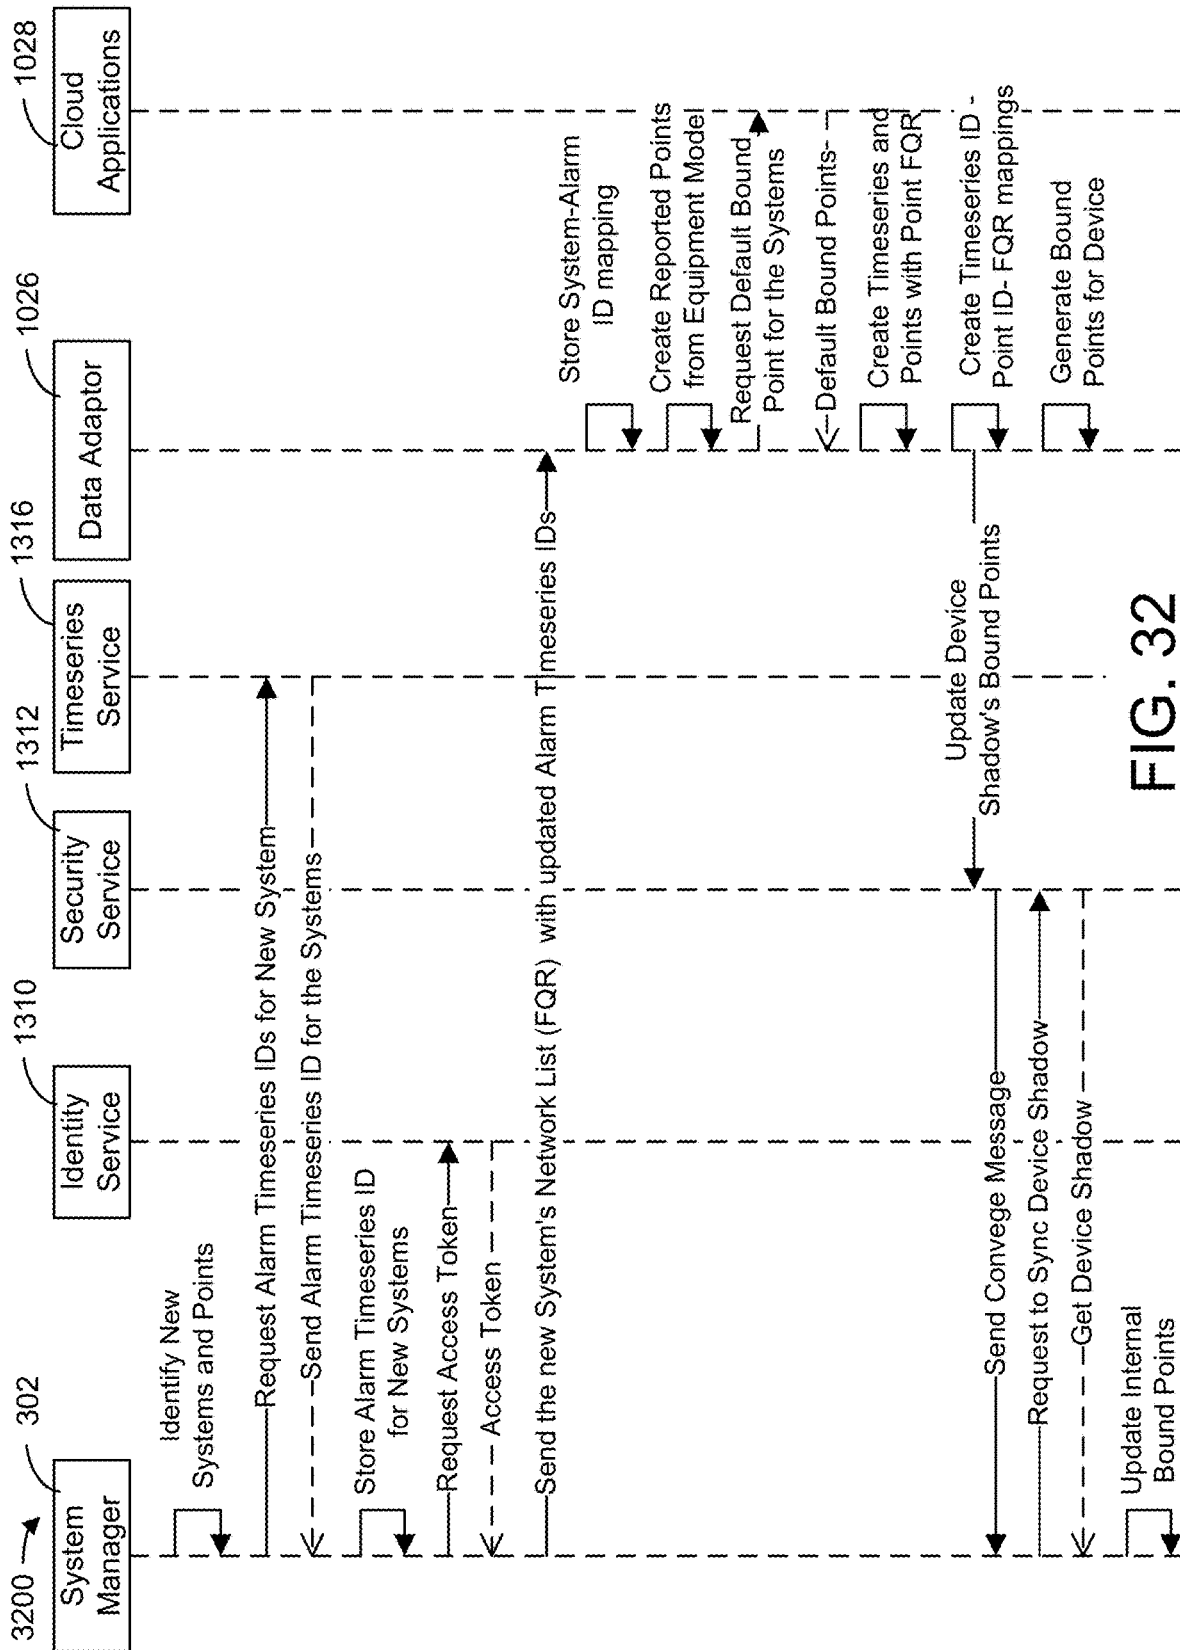 3200
302
1310
1312
1316
1026
1028
System
Manager
Identity
Service
Security
Service
Timeseries
Service
Data Adaptor
Cloud
Applications
Identify New
Systems and Points
Request Alarm Timeseries IDs for New System
Send Alarm Timeseries ID for the Systems
Store Alarm Timeseries ID
for New Systems
Request Access Token
Access Token
Send the new System's Network List (FQR) with updated Alarm Timeseries IDs
Store System-Alarm
ID mapping
Create Reported Points
from Equipment Model
Request Default Bound
Point for the Systems
Default Bound Points
Create Timeseries and
Points with Point FQR
Create Timeseries ID -
Point ID- FQR mappings
Update Device
Shadow's Bound Points
Generate Bound
Points for Device
Send Convege Message
Request to Sync Device Shadow
Get Device Shadow
Update Internal
Bound Points
FIG. 32